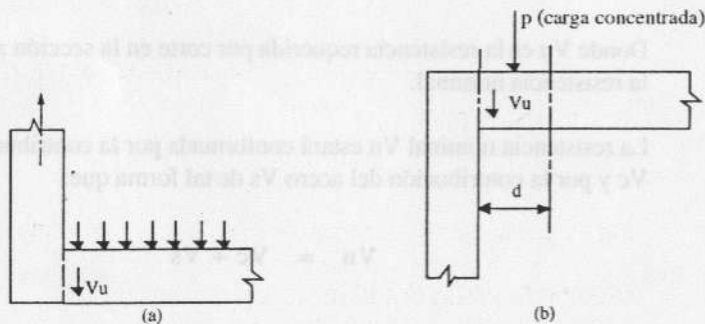 p (carga concentrada)
Vu
d
Vu
(a)
(b)
Donde Vu es la resistencia requerida por corte en la sección
la resistencia nominal.
La resistencia nominal Vn estará conformada por la
Vc y por la contribución del acero Vs de tal forma que:
Vn = Vc + Vs